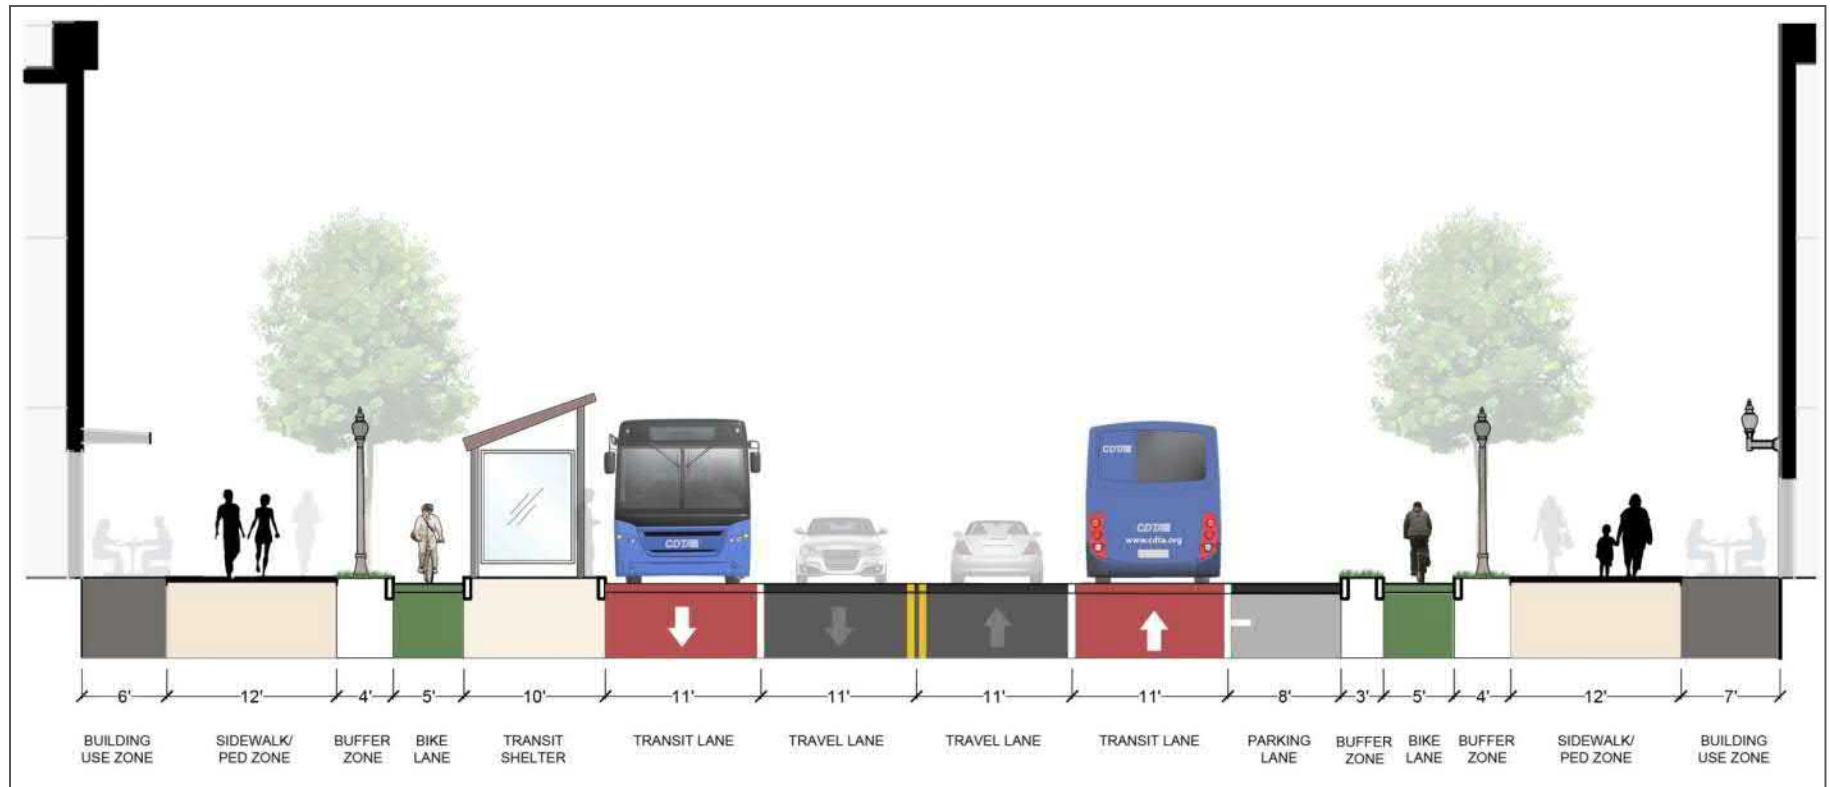 CDTA
CDTA
CDTA
www.cdta.org
6'
12'
4'
5'
10'
11'
11'
11'
11'
8'
3'
5'
4'
12'
7'
BUILDING
USE ZONE
SIDEWALK/
PED ZONE
BUFFER
ZONE
BIKE
LANE
TRANSIT
SHELTER
TRANSIT LANE
TRAVEL LANE
TRAVEL LANE
TRANSIT LANE
PARKING
LANE
BUFFER
ZONE
BIKE
LANE
BUFFER
ZONE
SIDEWALK/
PED ZONE
BUILDING
USE ZONE